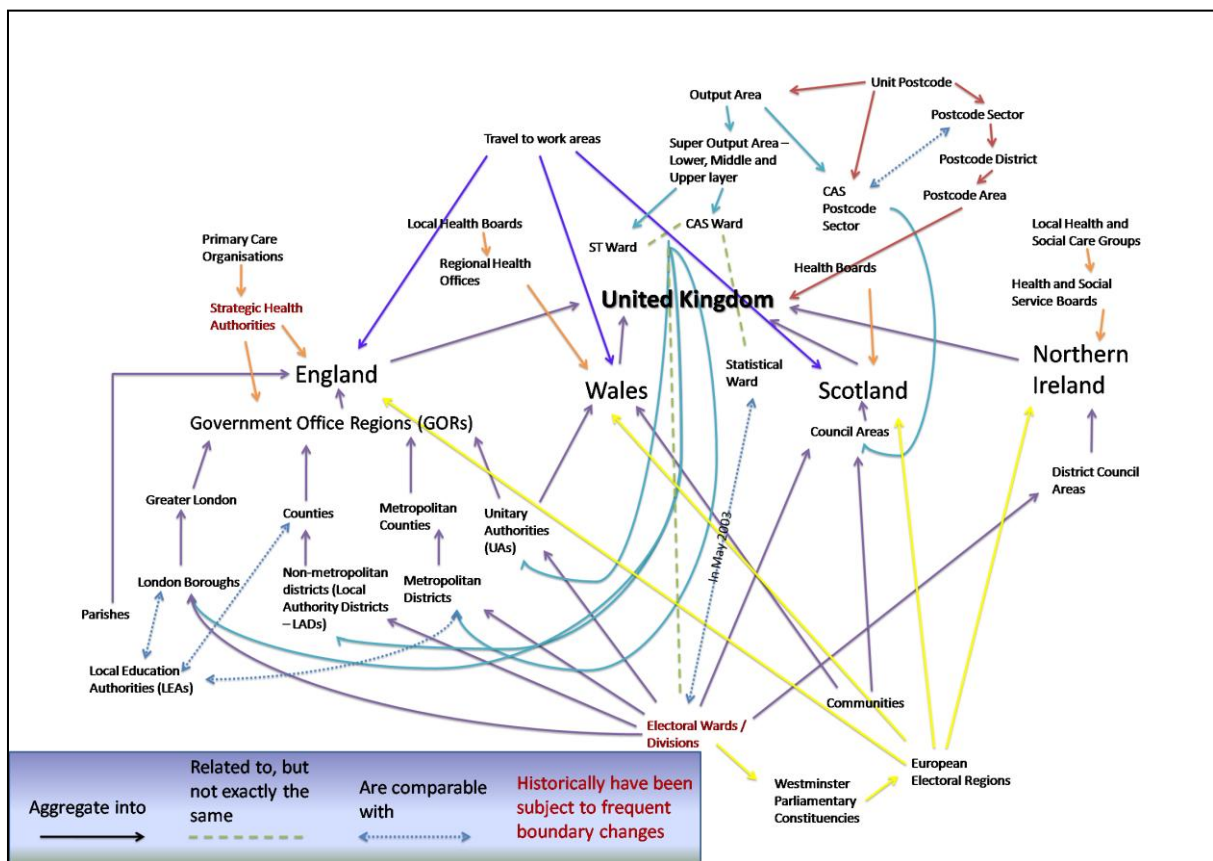 Unit Postcode
Output Area
Postcode Sector
Travel to work areas
Super Output Area –
Lower, Middle and
Upper layer
Postcode District
CAS
Postcode
Sector
Postcode Area
Local Health Boards
CAS Ward
Local Health and
Social Care Groups
Primary Care
Organisations
ST Ward
Regional Health
Offices
Health Boards
Health and Social
Service Boards
Strategic Health
Authorities
United Kingdom
England
Wales
Statistical
Ward
Scotland
Northern
Ireland
Government Office Regions (GORs)
Council Areas
District Council
Areas
Greater London
Counties
Metropolitan
Counties
Unitary
Authorities
(UAs)
In May 2003
London Boroughs
Non-metropolitan
districts (Local
Authority Districts
– LADs)
Metropolitan
Districts
Parishes
Local Education
Authorities (LEAs)
Communities
Electoral Wards /
Divisions
European
Electoral Regions
Westminster
Parliamentary
Constituencies
Aggregate into
Related to, but
not exactly the
same
Are comparable
with
Historically have been
subject to frequent
boundary changes